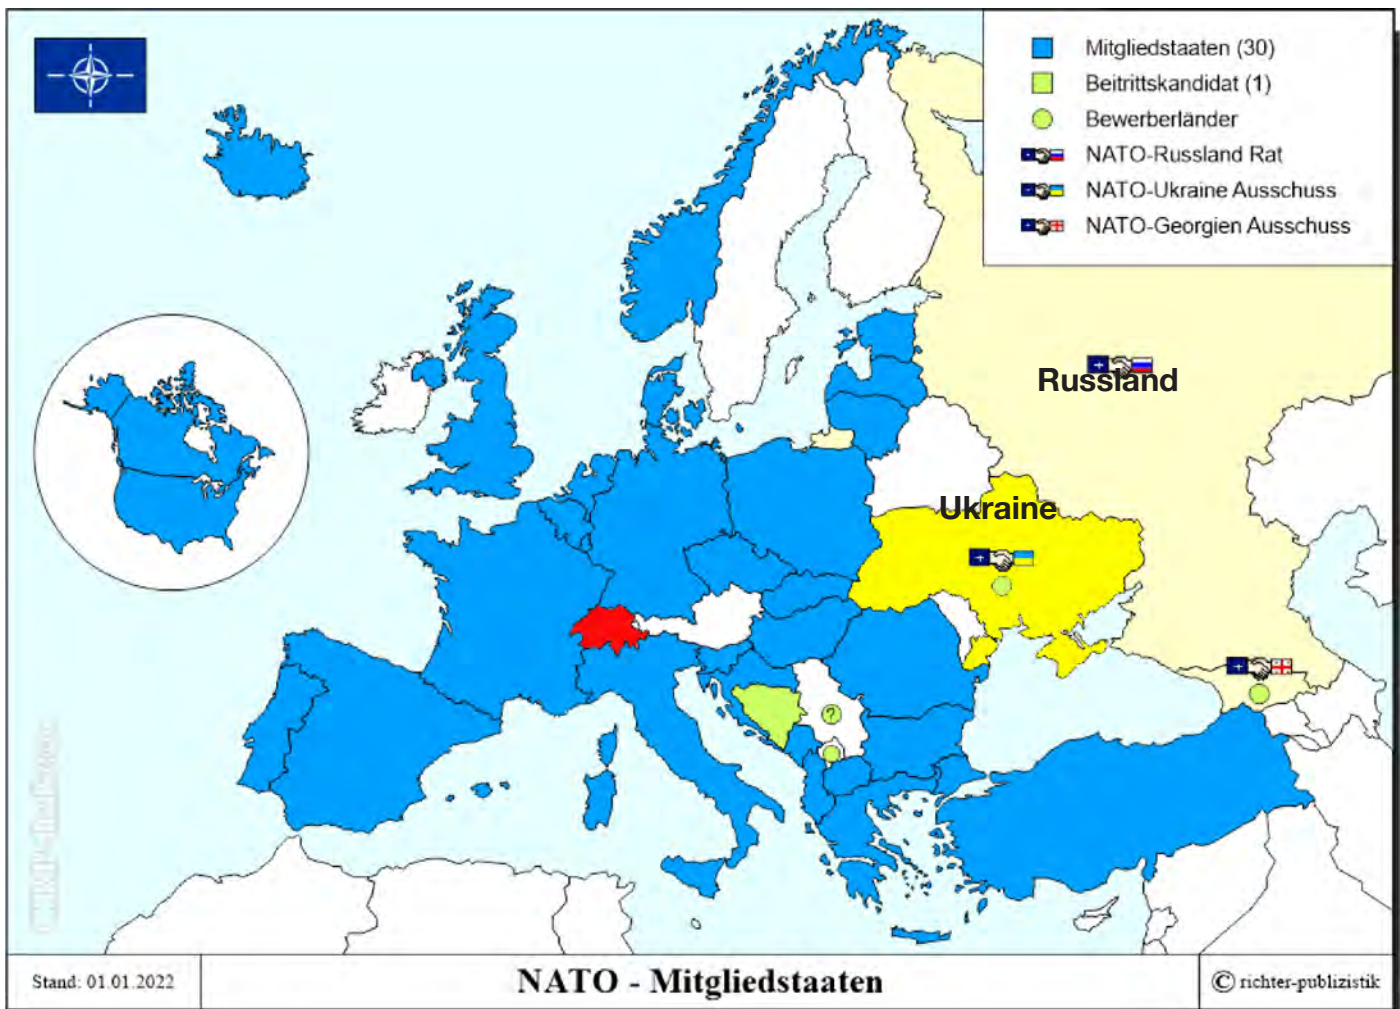 Mitgliedstaaten (30)
Beitrittskandidat (1)
Bewerberländer
NATO-Russland Rat
NATO-Ukraine Ausschuss
NATO-Georgien Ausschuss
Russland
Ukraine
?
Stand: 01.01.2022
NATO - Mitgliedstaaten
© richter-publizistik